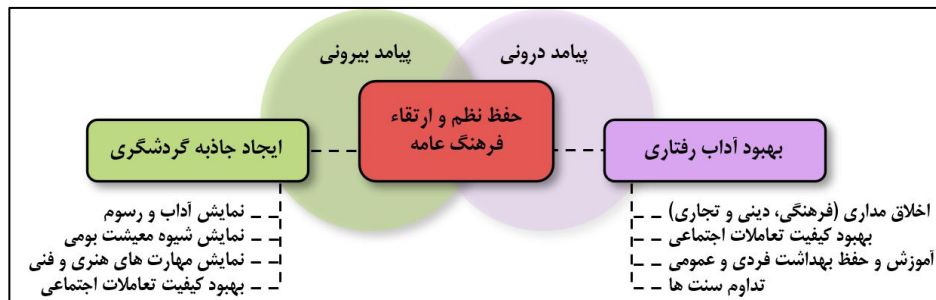 پیامد درونی
پیامد بیرونی
حفظ نظم و ارتقاء
فرهنگ عامه
بهبود آداب رفتاری
اخلاق مداری (فرهنگی، دینی و تجاری)
بهبود کیفیت تعاملات اجتماعی
آموزش و حفظ بهداشت فردی و عمومی
تداوم سنت ها
ایجاد جاذبه گردشگری
نمایش آداب و رسوم
نمایش شیوه معیشت بومی
نمایش مهارت های هنری و فنی
بهبود کیفیت تعاملات اجتماعی